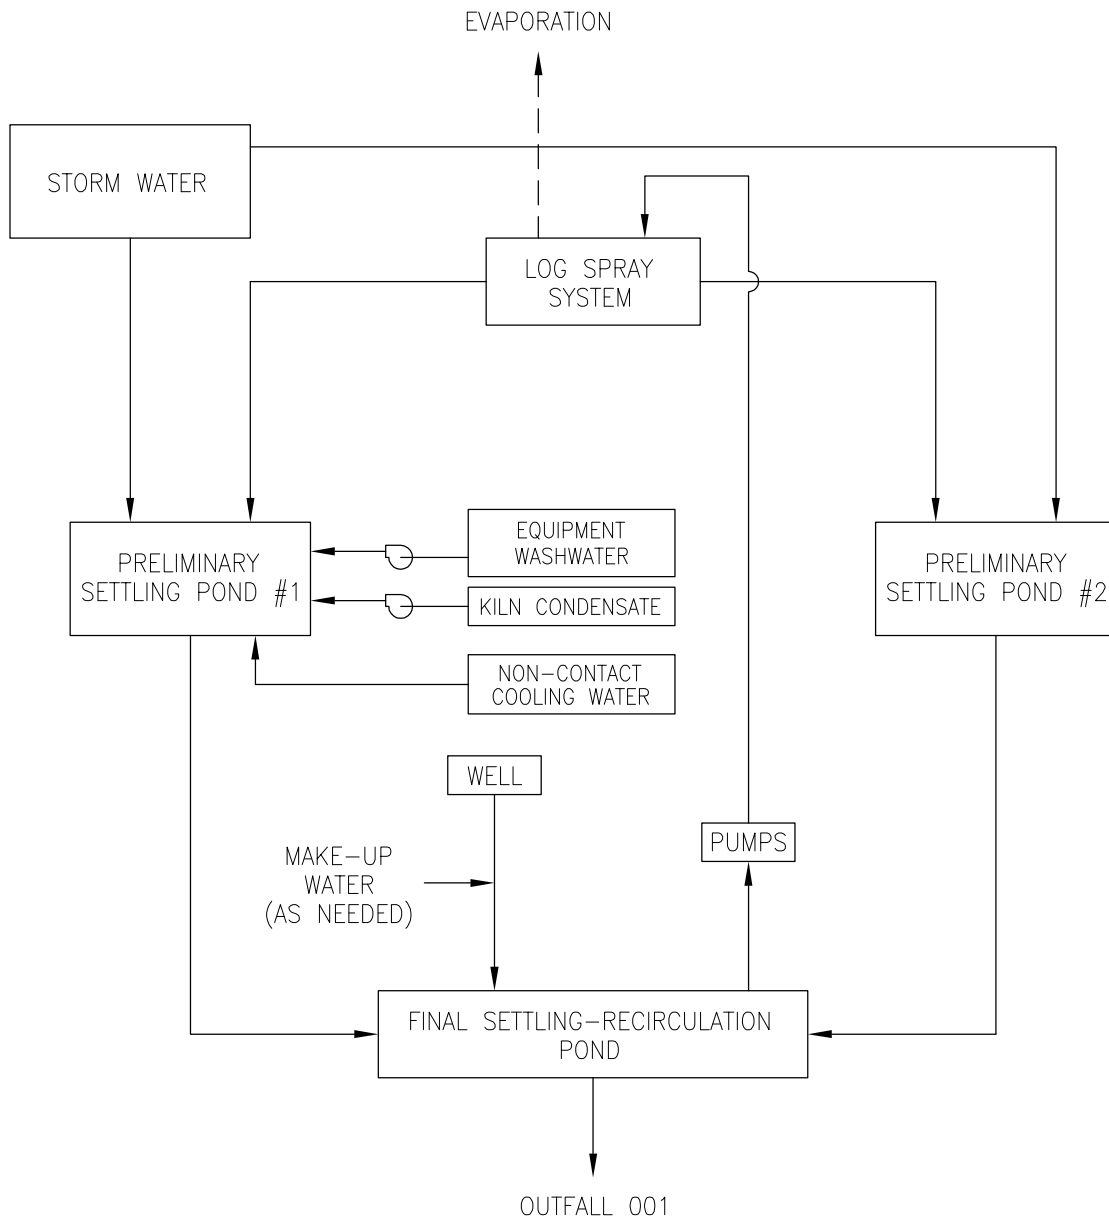 EVAPORATION
STORM WATER
LOG SPRAY
SYSTEM
PRELIMINARY
SETTLING POND #1
EQUIPMENT
WASHWATER
KILN CONDENSATE
NON-CONTACT
COOLING WATER
PRELIMINARY
SETTLING POND #2
WELL
MAKE-UP
WATER
(AS NEEDED)
PUMPS
FINAL SETTLING-RECIRCULATION
POND
OUTFALL 001